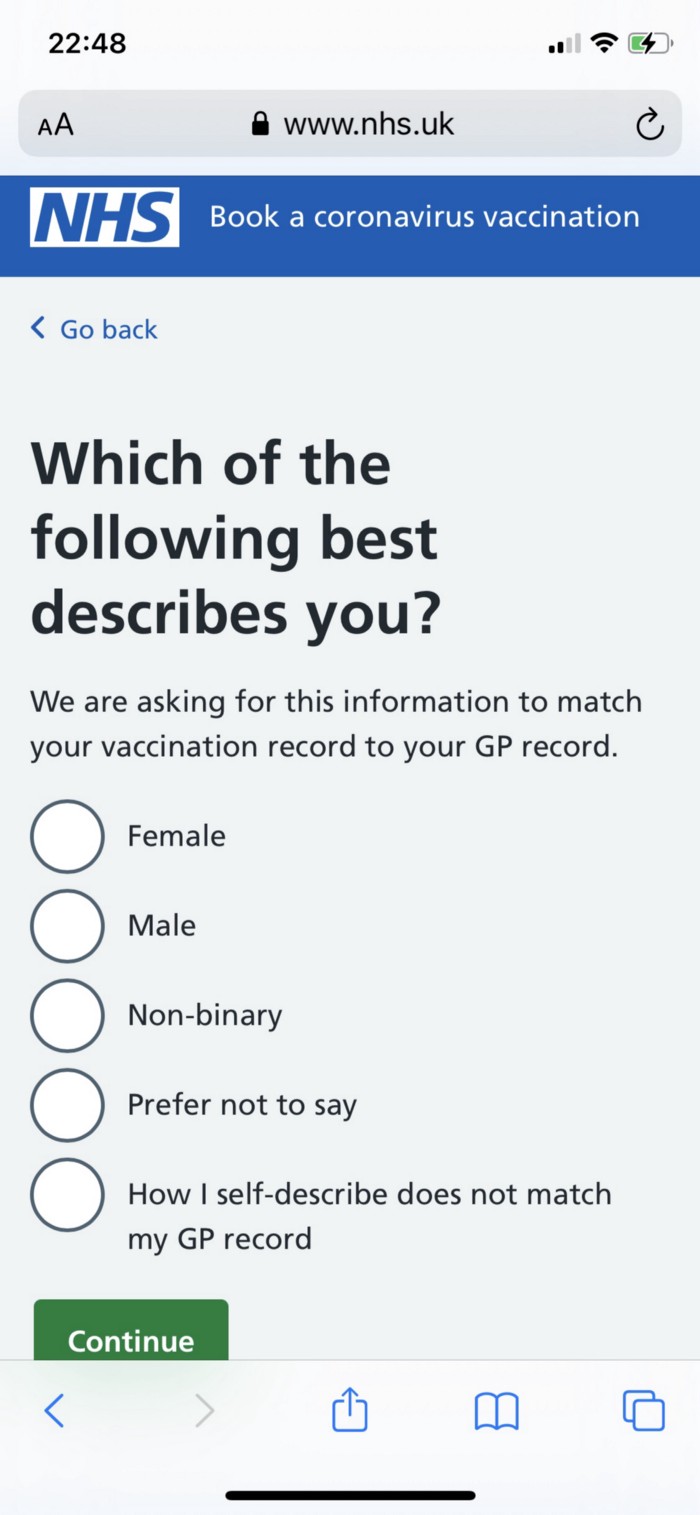 22:48
AA www.nhs.uk
NHS Book a coronavirus vaccination
Go back
Which of the
following best
describes you?
We are asking for this information to match
your vaccination record to your GP record.
Female
Male
Non-binary
Prefer not to say
How I self-describe does not match
my GP record
Continue